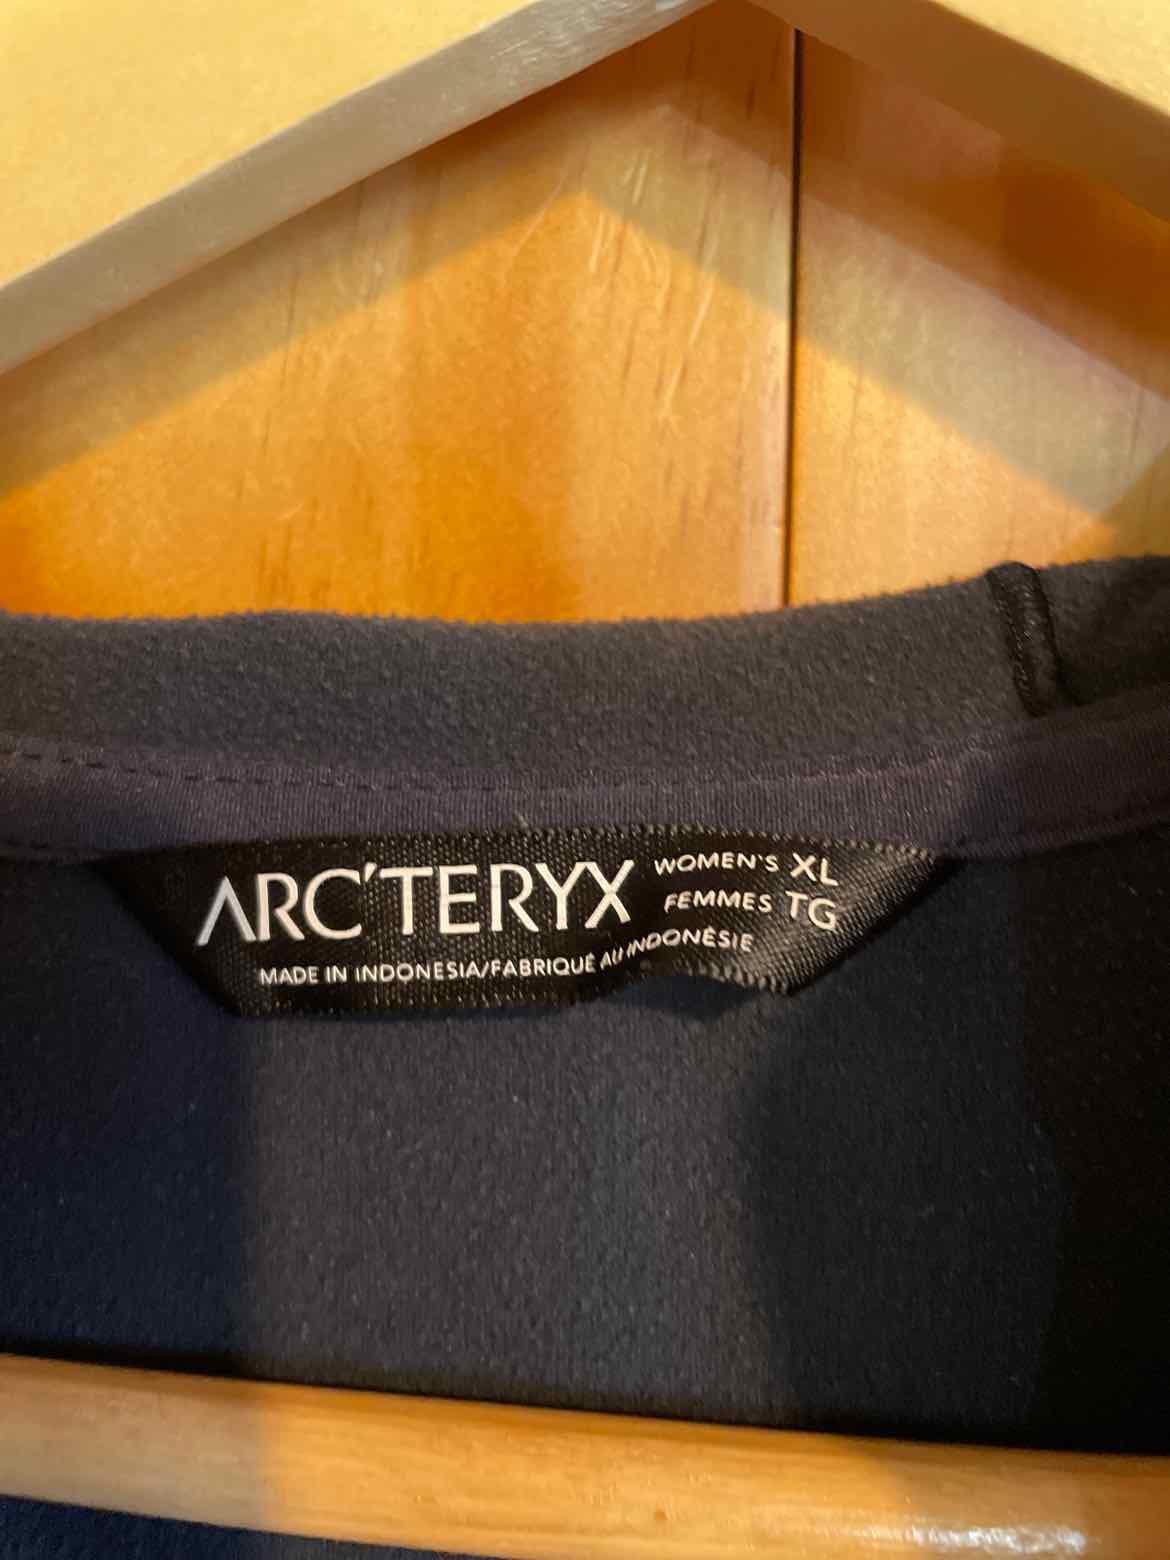 ARC'TERYX WOMEN'S XL
FEMMES TG
MADE IN INDONESIA/FABRIQUÉ AU INDONÉSIE